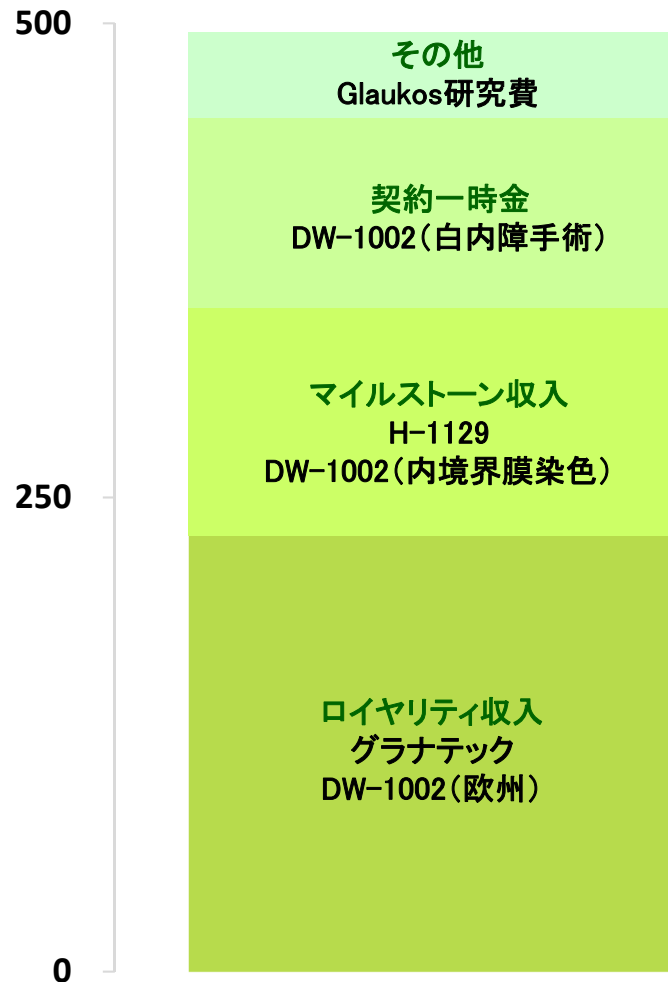 500
その他
Glaukos研究費
契約一時金
DW-1002（白内障手術）
マイルストーン収入
H-1129
DW-1002（内境界膜染色）
250
ロイヤリティ収入
グラナテック
DW-1002（欧州）
0